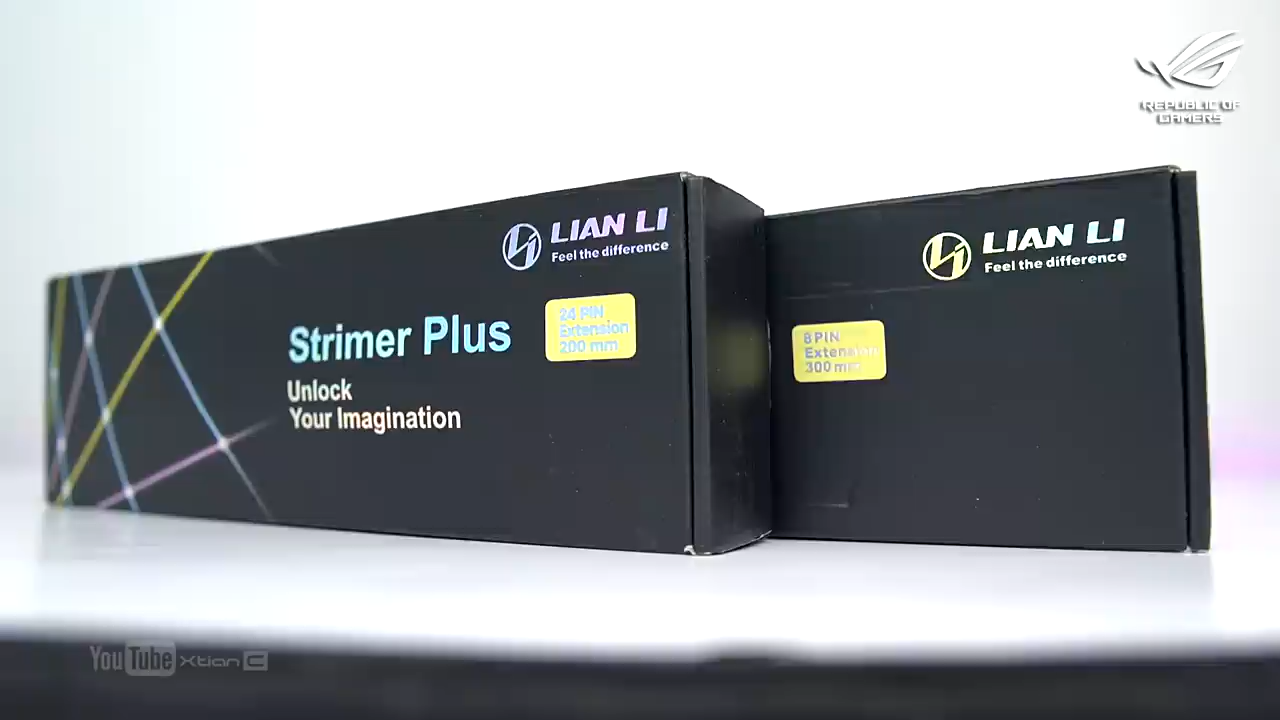 REPUBLIC OF
GAMERS
LIAN LI
Feel the difference
Strimer Plus
24 PIN
Extension
200 mm
Unlock
Your Imagination
LIAN LI
Feel the difference
8 PIN
Extension
300 mm
YouTube Xtian C